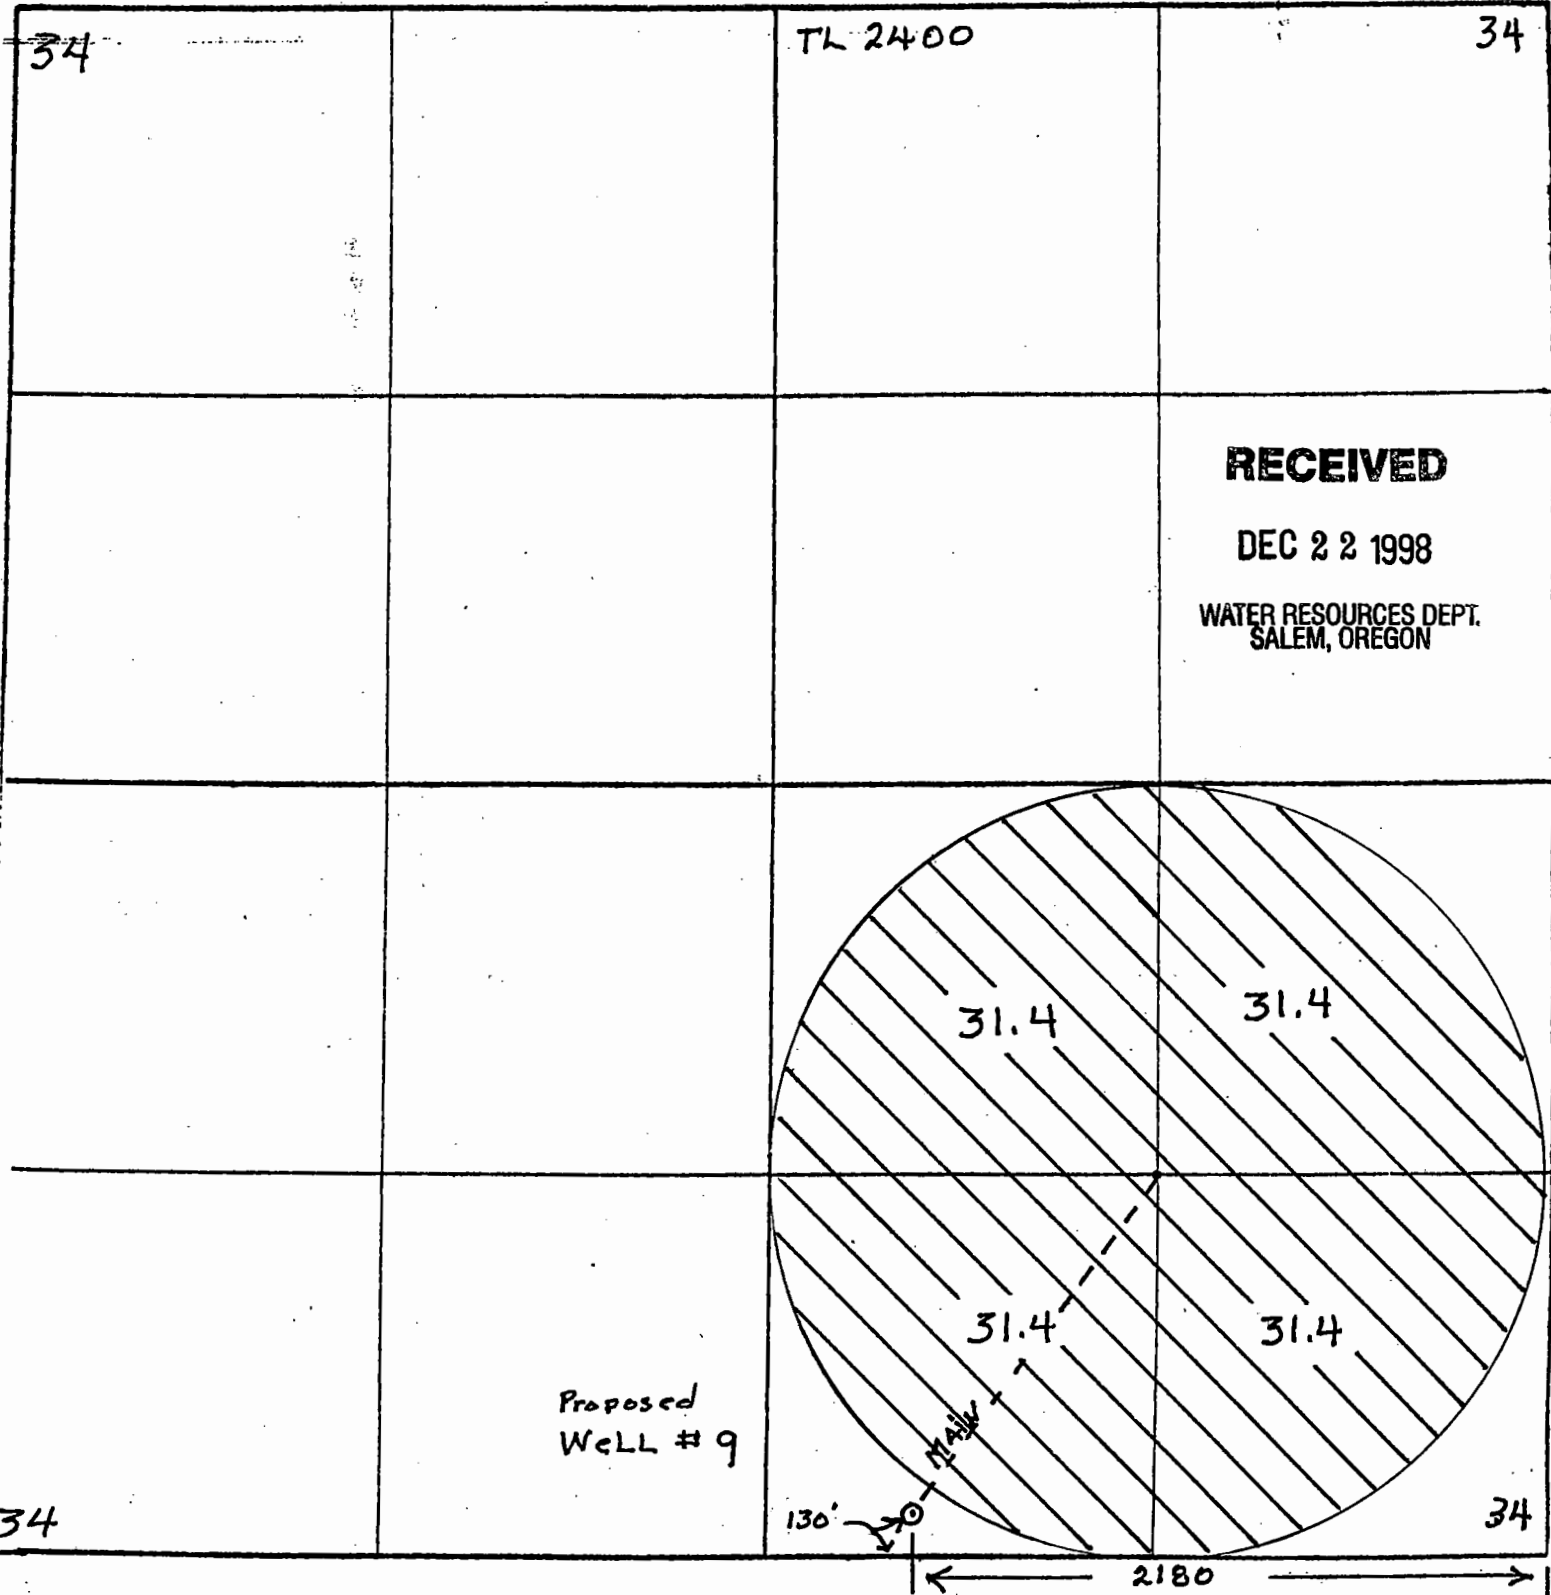 34
TL 2400
34
RECEIVED
DEC 22 1998
WATER RESOURCES DEPT.
SALEM, OREGON
31.4
31.4
31.4
31.4
Proposed
WeLL # 9
Main
34
130'
34
2180